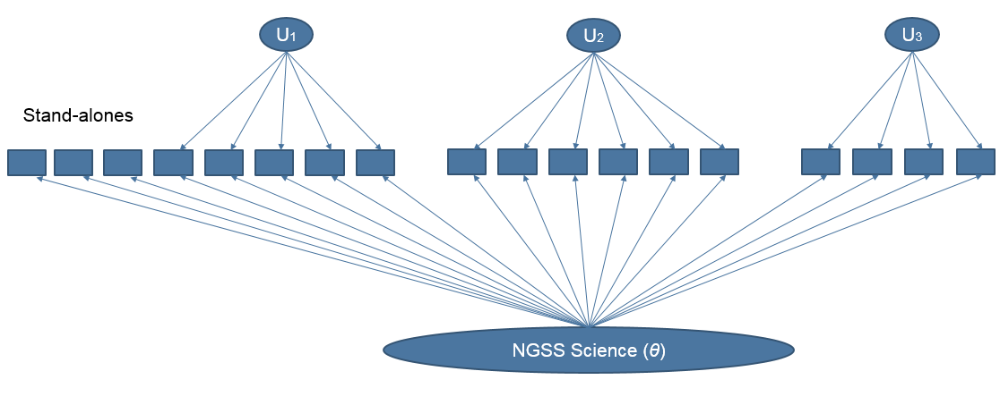 U₁
U₂
U₃
Stand-alones
NGSS Science (θ)